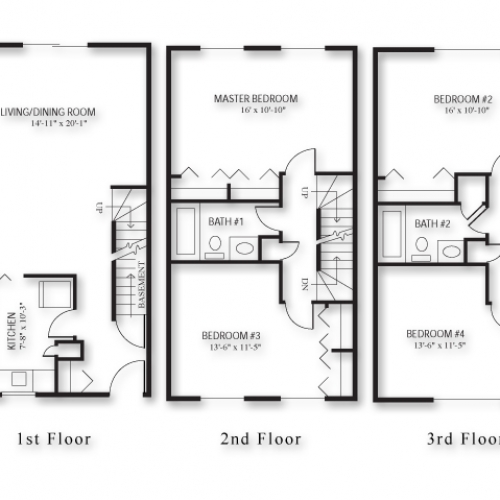 LIVING/DINING ROOM
14'-11" x 20'-1"
UP
BASEMENT
KITCHEN
7'-8" x 10'-3"
1st Floor
MASTER BEDROOM
16' x 10'-10"
UP
BATH #1
DN
BEDROOM #3
13'-6" x 11'-5"
2nd Floor
BEDROOM #2
16' x 10'-10"
BATH #2
BEDROOM #4
13'-6" x 11'-5"
3rd Floor